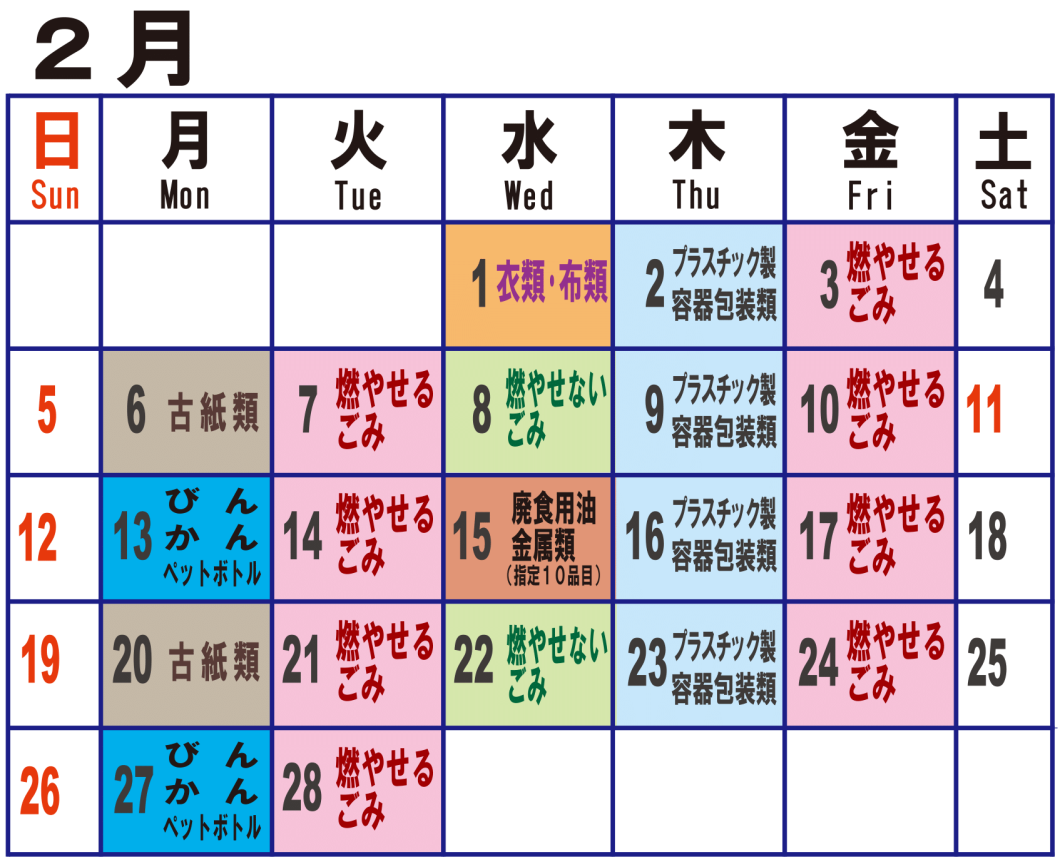 2月
日 月 火 水 木 金 土
Sun Mon Tue Wed Thu Fri Sat
1 衣類・布類
2 プラスチック製
容器包装類
3 燃やせる
ごみ
4
5
6 古紙類
7 燃やせる
ごみ
8 燃やせない
ごみ
9 プラスチック製
容器包装類
10 燃やせる
ごみ
11
12
13 びん
かん
ペットボトル
14 燃やせる
ごみ
15 廃食用油
金属類
(指定10品目)
16 プラスチック製
容器包装類
17 燃やせる
ごみ
18
19
20 古紙類
21 燃やせる
ごみ
22 燃やせない
ごみ
23 プラスチック製
容器包装類
24 燃やせる
ごみ
25
26
27 びん
かん
ペットボトル
28 燃やせる
ごみ